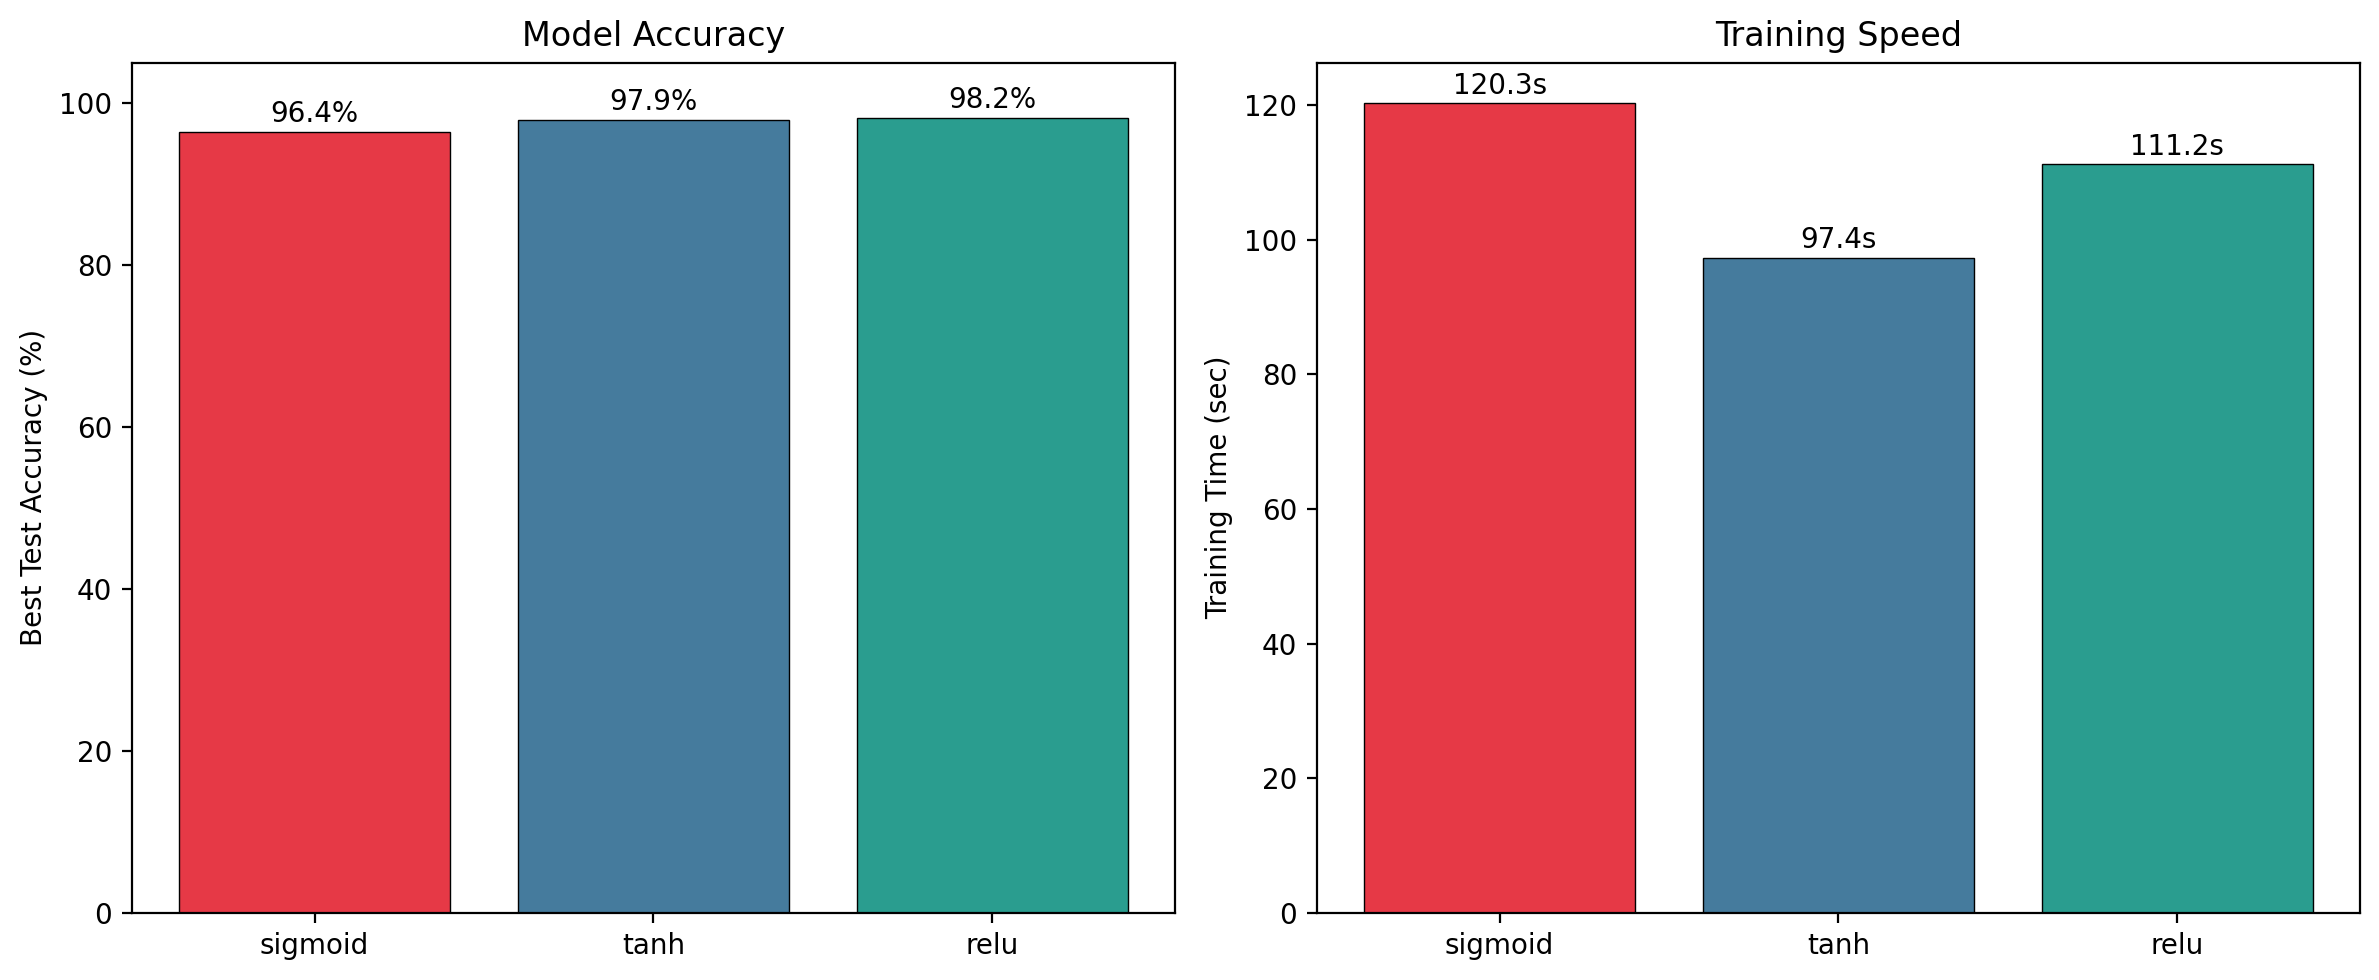 Model Accuracy
Best Test Accuracy (%)
100
80
60
40
20
0
96.4%
97.9%
98.2%
sigmoid
tanh
relu
Training Speed
Training Time (sec)
120
100
80
60
40
20
0
120.3s
97.4s
111.2s
sigmoid
tanh
relu